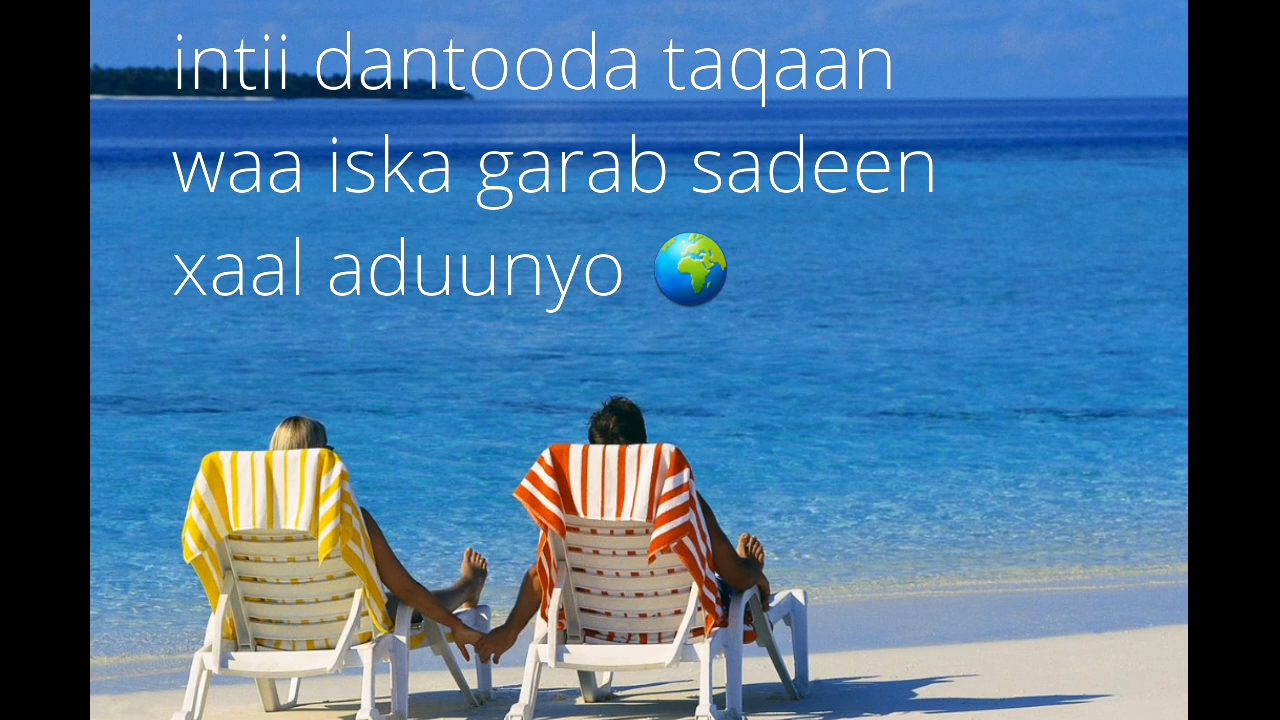 intii dantooda taqaan
waa iska garab sadeen
xaal aduunyo 🌍